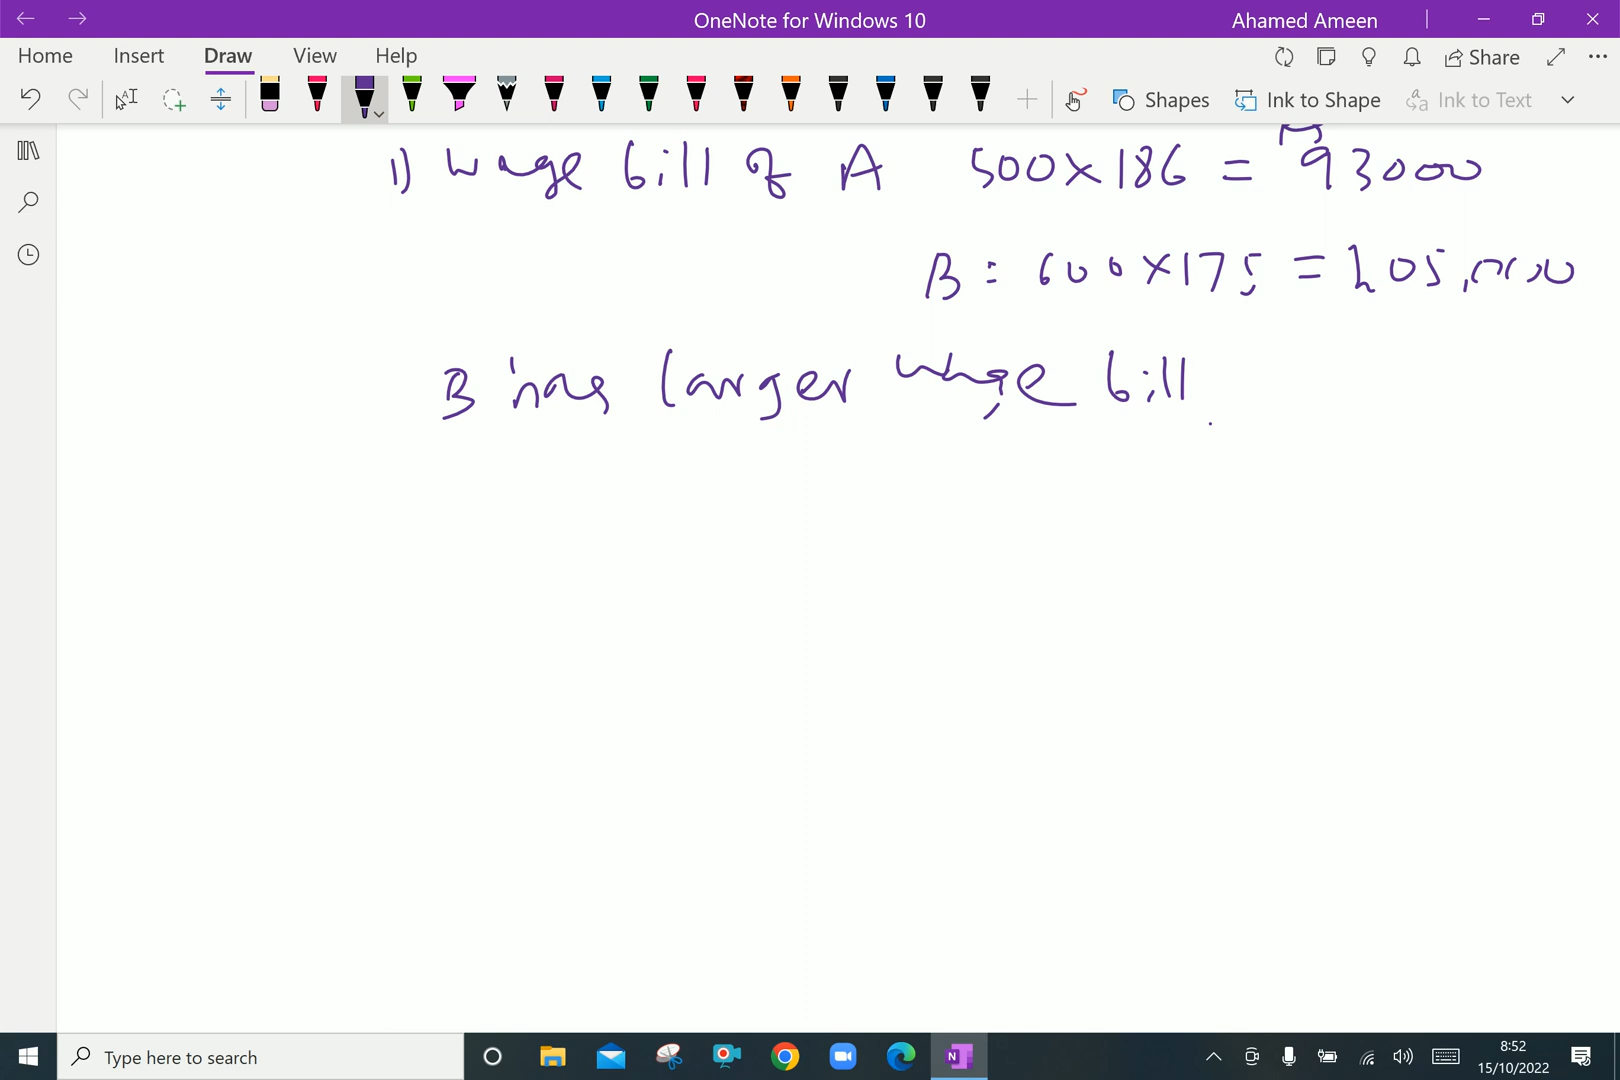 OneNote for Windows 10
Ahamed Ameen
Home Insert Draw View Help
Share
Shapes Ink to Shape Ink to Text
1) Wage bill of A 500×186 = 93000
B = 600×175 = 105,000
B has larger wage bill.
Type here to search
8:52
15/10/2022